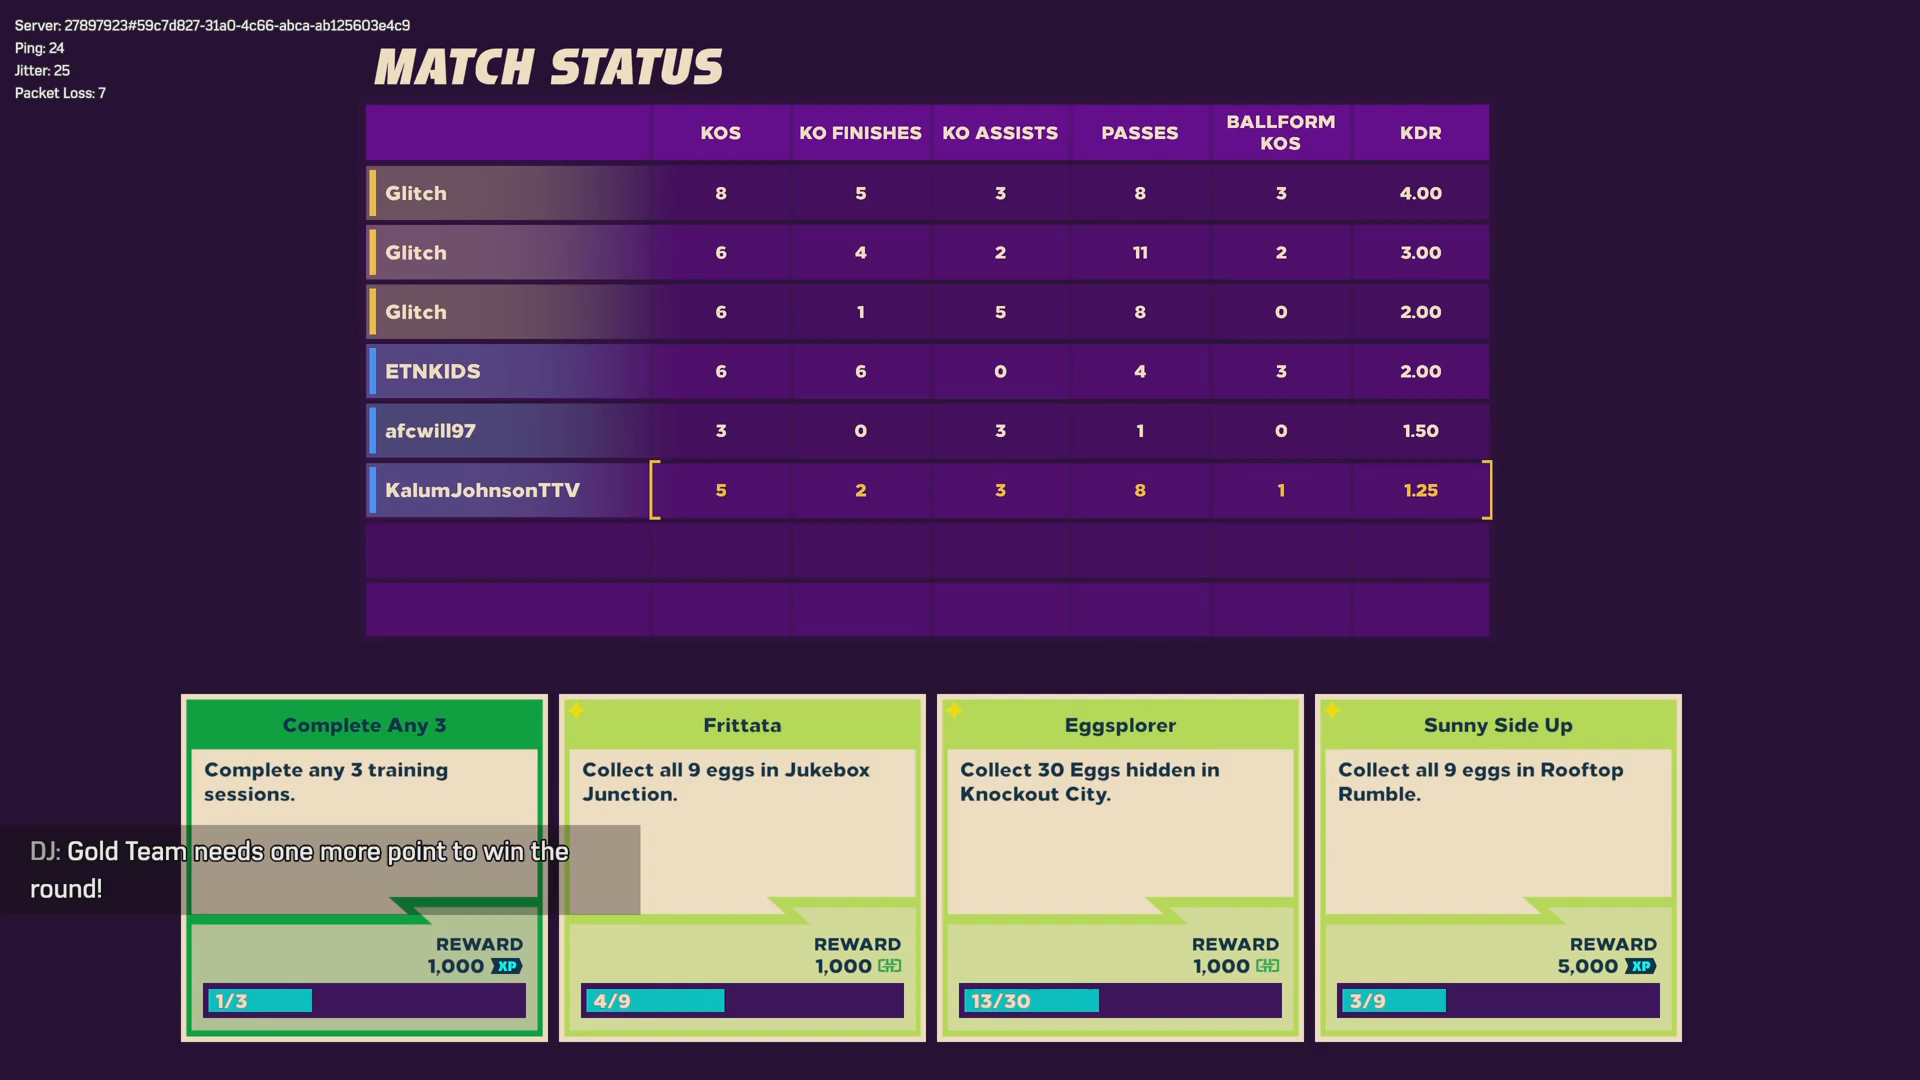 Server: 27897923#59c7d827-31a0-4c66-abca-ab125603e4c9
Ping: 24
Jitter: 25
Packet Loss: 7
MATCH STATUS
KOS KO FINISHES KO ASSISTS PASSES BALLFORM KOS KDR
Glitch 8 5 3 8 3 4.00
Glitch 6 4 2 11 2 3.00
Glitch 6 1 5 8 0 2.00
ETNKIDS 6 6 0 4 3 2.00
afcwill97 3 0 3 1 0 1.50
KalumJohnsonTTV 5 2 3 8 1 1.25
Complete Any 3
Complete any 3 training
sessions.
REWARD
1,000 XP
1/3
Frittata
Collect all 9 eggs in Jukebox
Junction.
REWARD
1,000
4/9
Eggsplorer
Collect 30 Eggs hidden in
Knockout City.
REWARD
1,000
13/30
Sunny Side Up
Collect all 9 eggs in Rooftop
Rumble.
REWARD
5,000 XP
3/9
DJ: Gold Team needs one more point to win the
round!